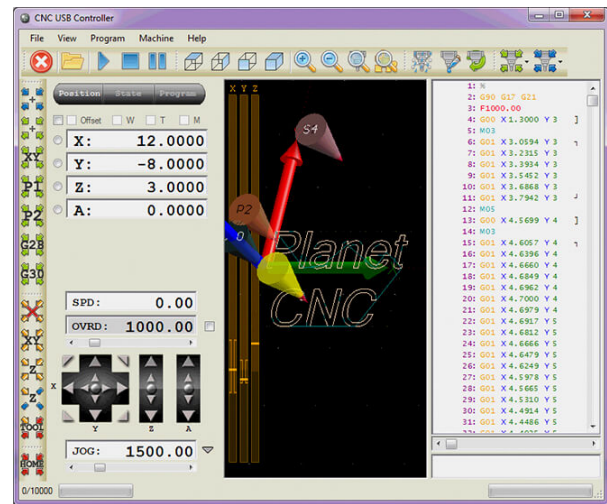 CNC USB Controller
File View Program Machine Help
Position State Program
Offset W T M
X: 12.0000
Y: -8.0000
Z: 3.0000
A: 0.0000
SPD: 0.00
OVRD: 1000.00
X
Y Z A
JOG: 1500.00
0/10000
XY
P1
P2
G28
G30
XY
Z
Z
TOOL
HOME
X Y Z
S4
P2
0
Planet
CNC
1: %
2: G90 G17 G21
3: F1000.00
4: G00 X1.3000 Y3
5: M03
6: G01 X3.0594 Y3
7: G01 X3.2315 Y3
8: G01 X3.3934 Y3
9: G01 X3.5452 Y3
10: G01 X3.6868 Y3
11: G01 X3.7942 Y3
12: M05
13: G00 X4.5699 Y4
14: M03
15: G01 X4.6057 Y4
16: G01 X4.6396 Y4
17: G01 X4.6660 Y4
18: G01 X4.6849 Y4
19: G01 X4.6962 Y4
20: G01 X4.7000 Y4
21: G01 X4.6979 Y4
22: G01 X4.6917 Y5
23: G01 X4.6812 Y5
24: G01 X4.6666 Y5
25: G01 X4.6479 Y5
26: G01 X4.6249 Y5
27: G01 X4.5978 Y5
28: G01 X4.5665 Y5
29: G01 X4.5310 Y5
30: G01 X4.4914 Y5
31: G01 X4.4486 Y5